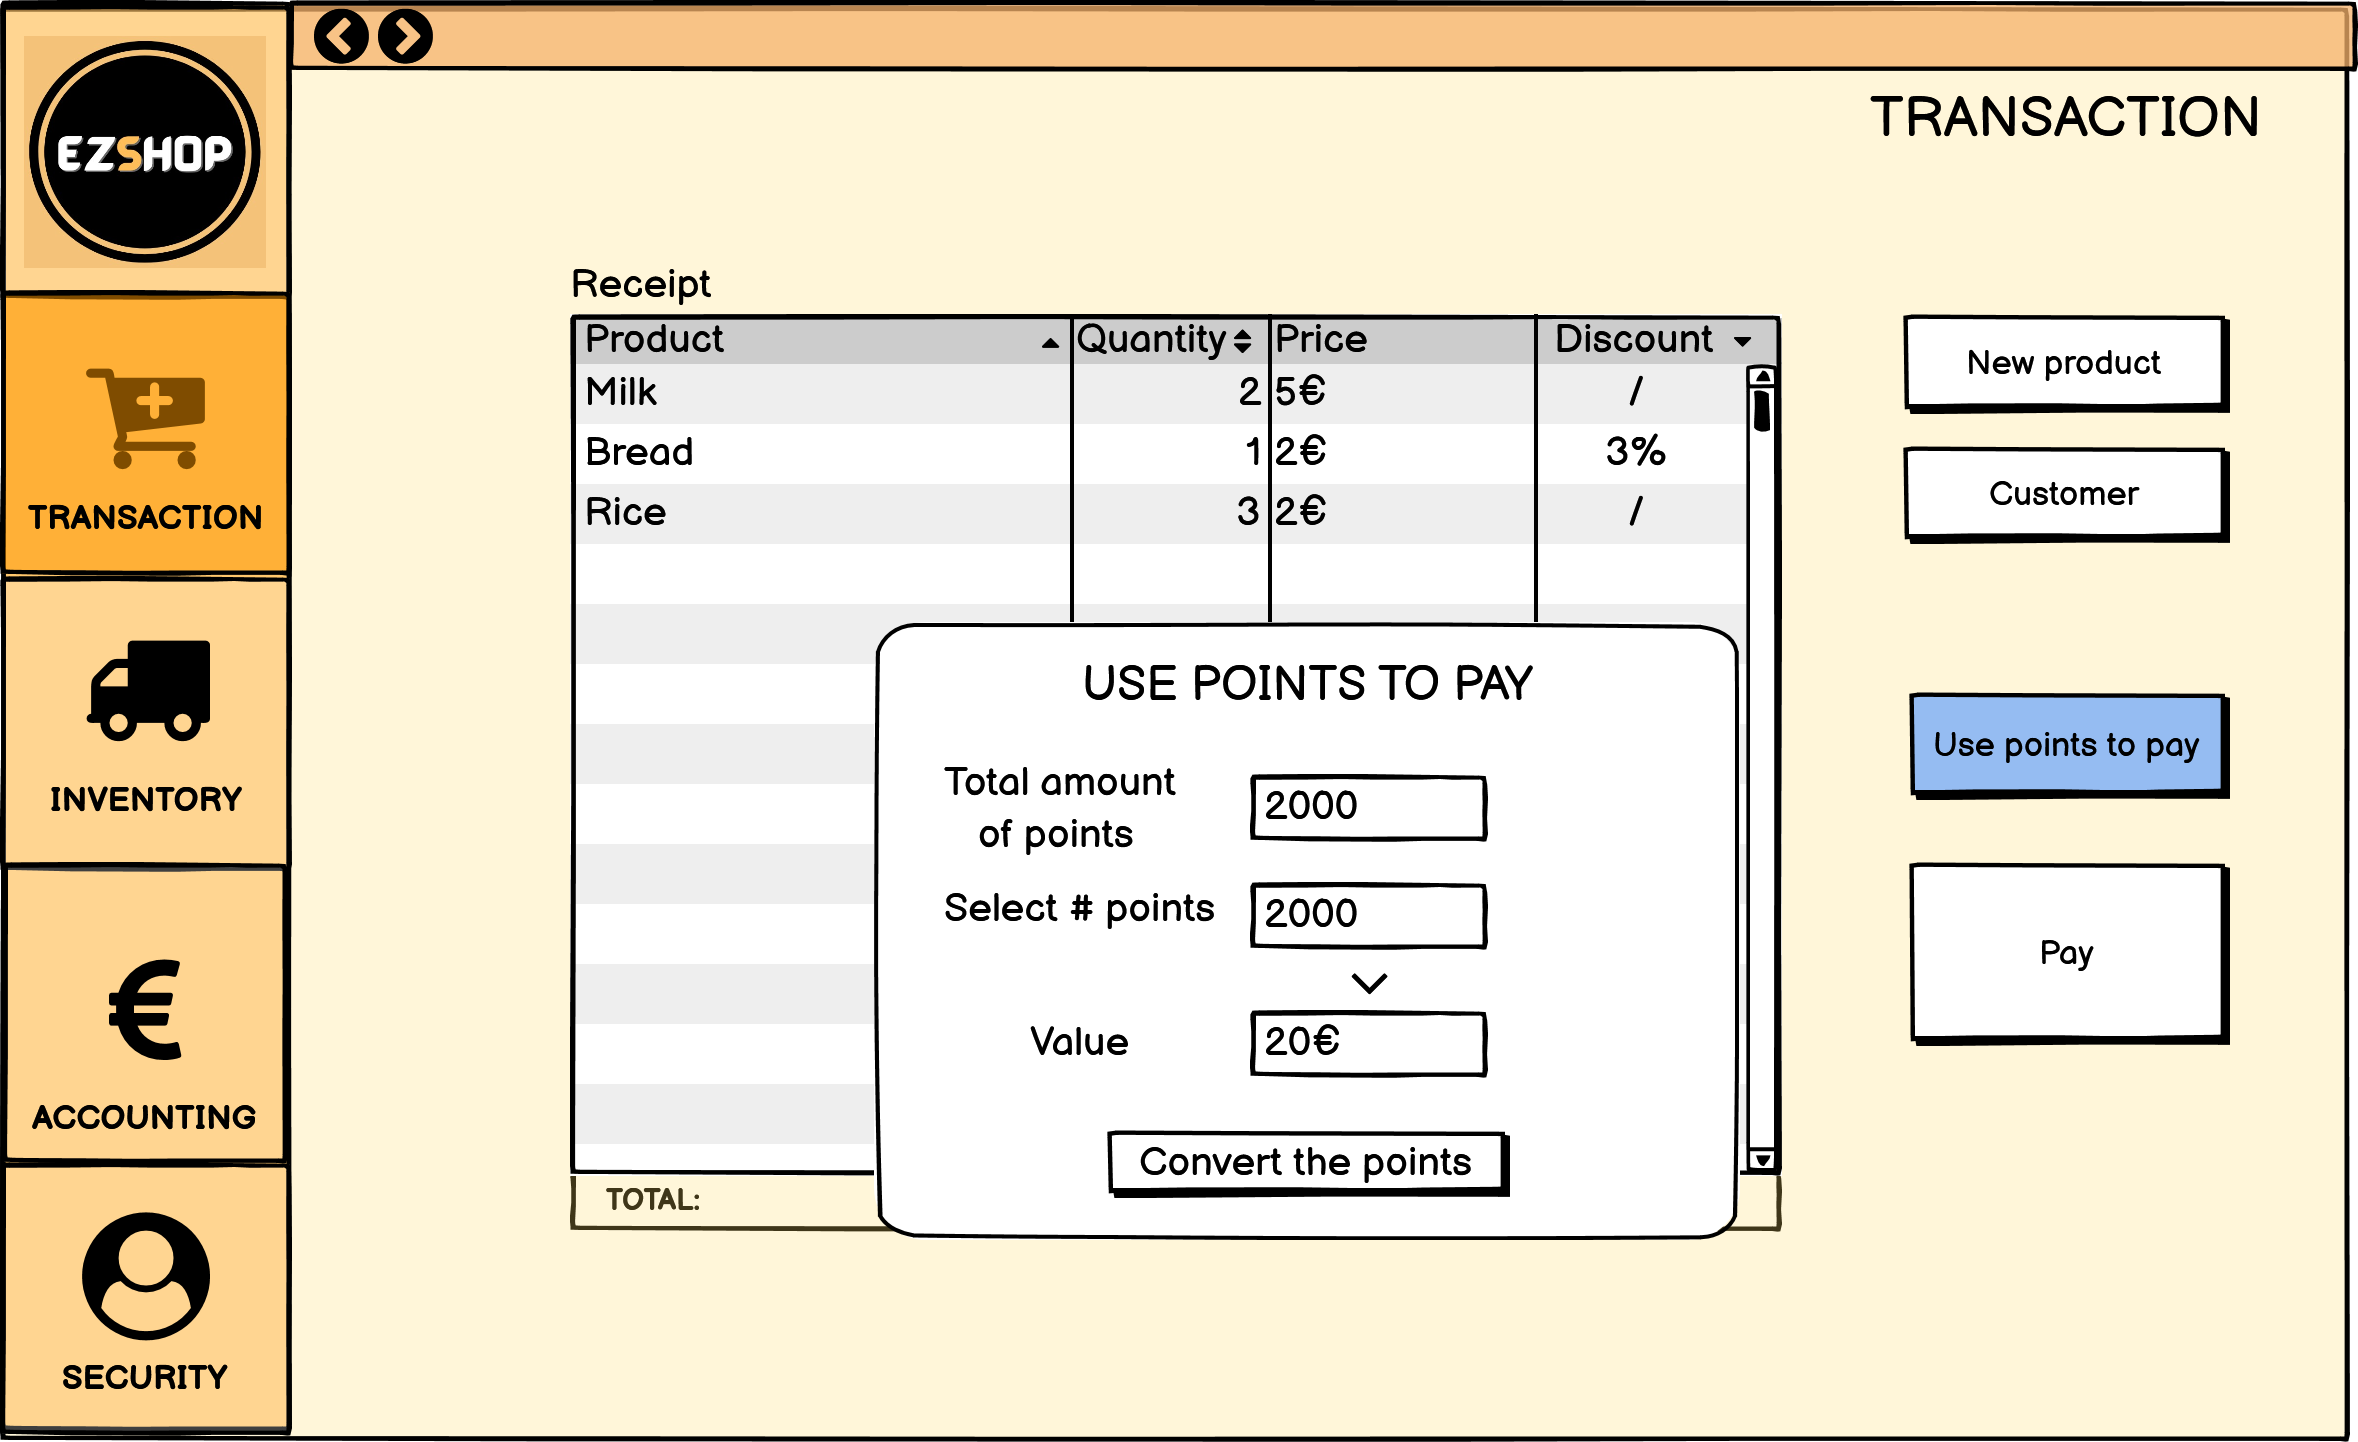 EZSHOP
TRANSACTION
INVENTORY
€
ACCOUNTING
SECURITY
TRANSACTION
Receipt
Product Quantity Price Discount
Milk 2 5€ /
Bread 1 2€ 3%
Rice 3 2€ /
TOTAL:
USE POINTS TO PAY
Total amount
of points
2000
Select # points 2000
Value 20€
Convert the points
New product
Customer
Use points to pay
Pay